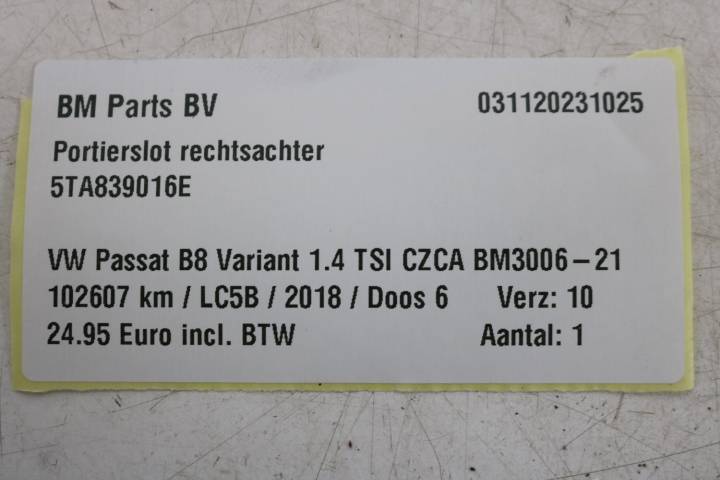 BM Parts BV 031120231025
Portierslot rechtsachter
5TA839016E
VW Passat B8 Variant 1.4 TSI CZCA BM3006-21
102607 km / LC5B / 2018 / Doos 6 Verz: 10
24.95 Euro incl. BTW Aantal: 1